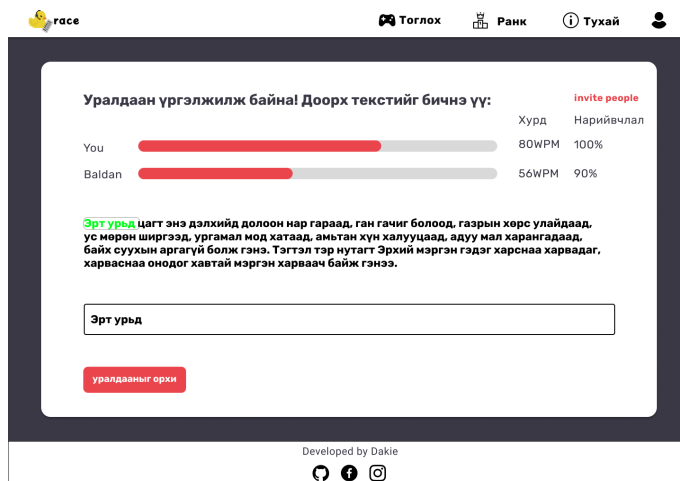 race
Тоглох
Ранк
Тухай
Уралдаан үргэлжилж байна! Доорх текстийг бичнэ үү:
invite people
Хурд Нарийвчлал
You 80WPM 100%
Baldan 56WPM 90%
Эрт урьд цагт энэ дэлхийд долоон нар гараад, ган гачиг болоод, газрын хөрс улайдаад,
ус мөрөн ширгээд, ургамал мод хатаад, амьтан хүн халууцаад, адуу мал харангадаад,
байх суухын аргагүй болж гэнэ. Тэгтэл тэр нутагт Эрхий мэргэн гэдэг харснаа харвадаг,
харваснаа онодог хавтай мэргэн харваач байж гэнээ.
Эрт урьд
уралдааныг орхи
Developed by Dakie